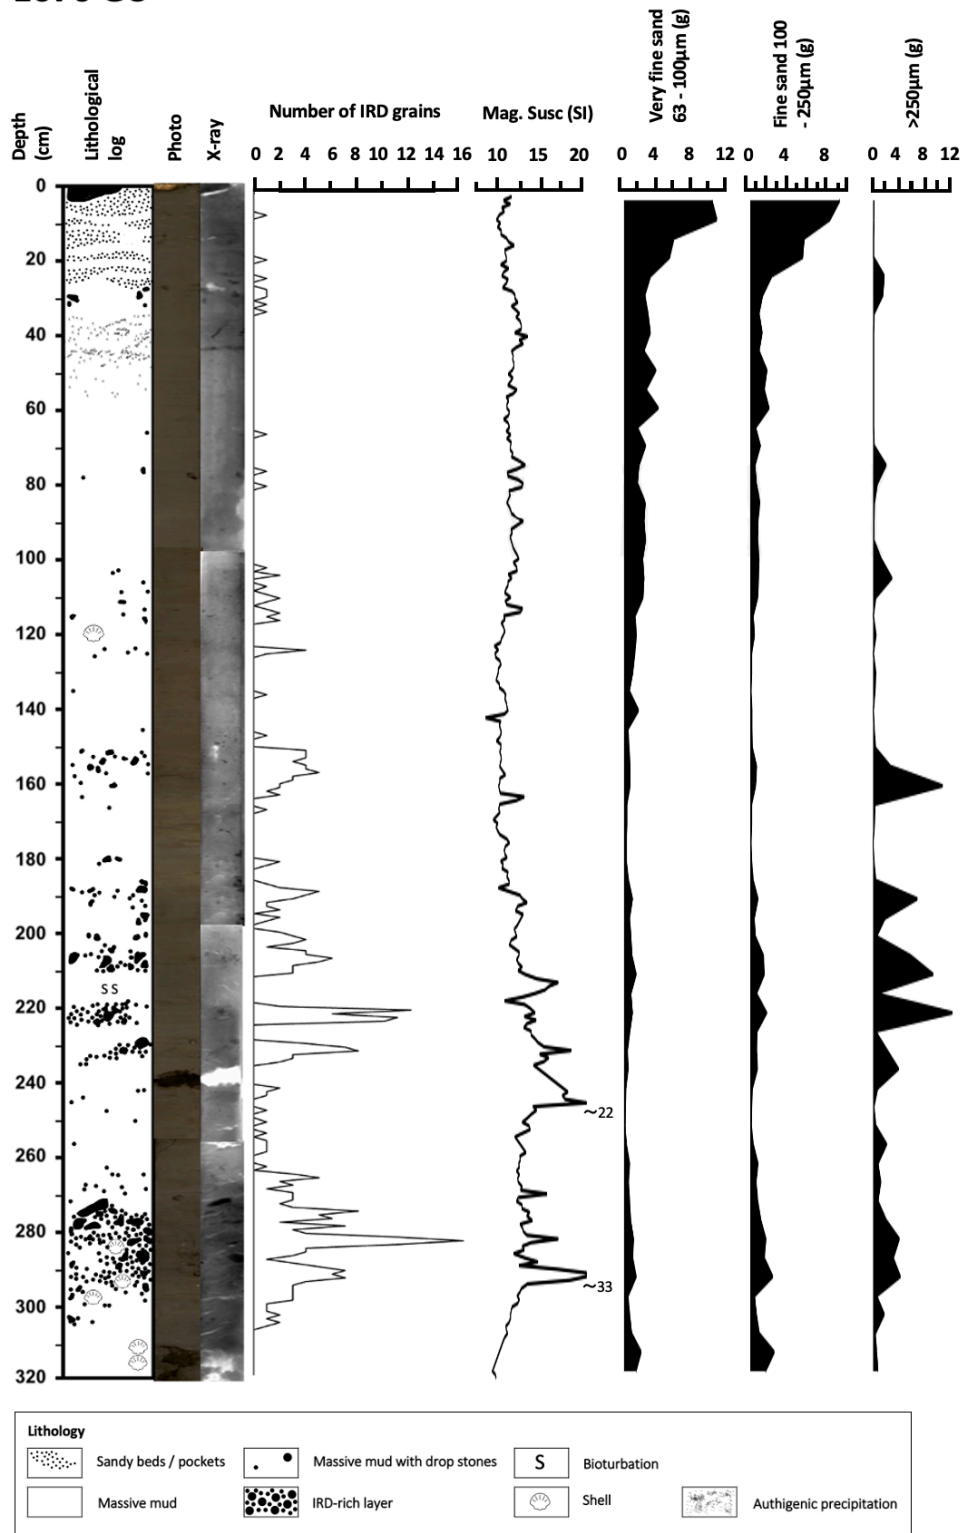 Depth
(cm)
Lithological
log
Photo
X-ray
Number of IRD grains
Mag. Susc (SI)
Very fine sand
63 - 100µm (g)
Fine sand 100
- 250µm (g)
>250µm (g)
0 2 4 6 8 10 12 14 16
10 15 20
0 4 8 12
0 4 8
0 4 8 12
0
20
40
60
80
100
120
140
160
180
200
S S
220
240
~22
260
280
300
~33
320
Lithology
Sandy beds / pockets
Massive mud with drop stones
S
Bioturbation
Massive mud
IRD-rich layer
Shell
Authigenic precipitation